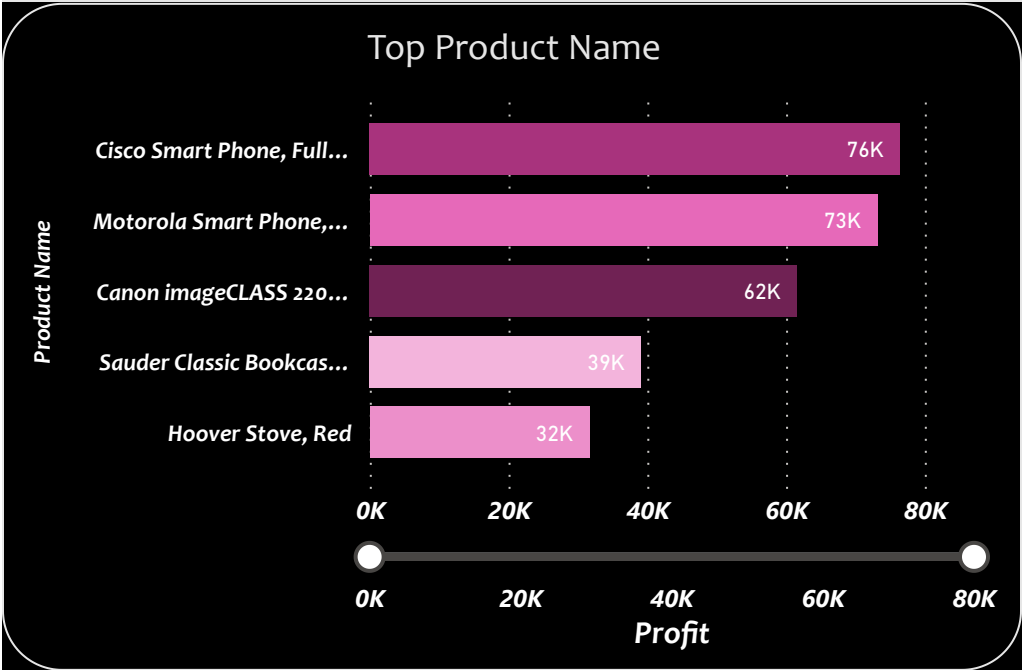 Top Product Name
Product Name
Cisco Smart Phone, Full... 76K
Motorola Smart Phone,... 73K
Canon imageCLASS 220... 62K
Sauder Classic Bookcas... 39K
Hoover Stove, Red 32K
0K 20K 40K 60K 80K
0K 20K 40K 60K 80K
Profit